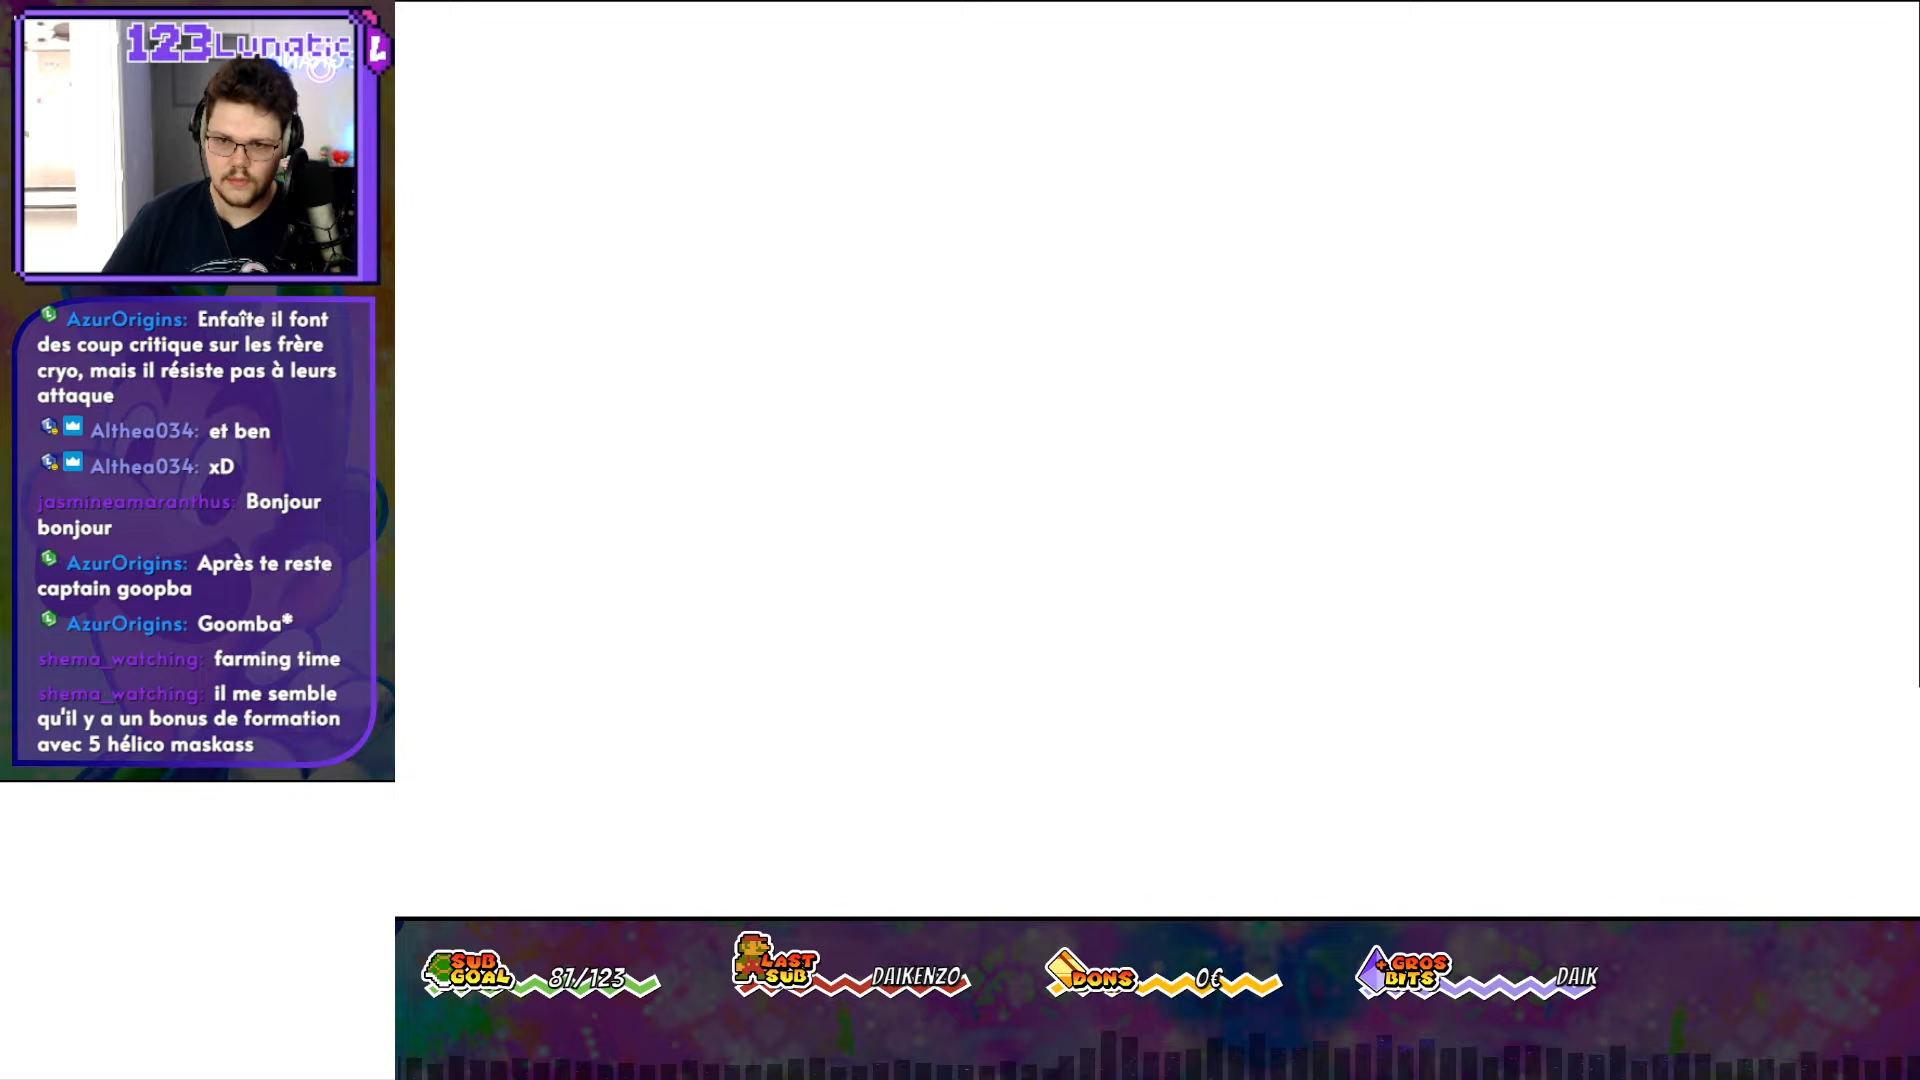 123Lunatic
L
AzurOrigins: Enfaîte il font
des coup critique sur les frère
cryo, mais il résiste pas à leurs
attaque
Althea034: et ben
Althea034: xD
jasmineamaranthus: Bonjour
bonjour
AzurOrigins: Après te reste
captain goopba
AzurOrigins: Goomba*
shema_watching: farming time
shema_watching: il me semble
qu'il y a un bonus de formation
avec 5 hélico maskass
SUB
GOAL
81/123
LAST
SUB
DAIKENZO
DONS
0€
+ GROS
BITS
DAIK